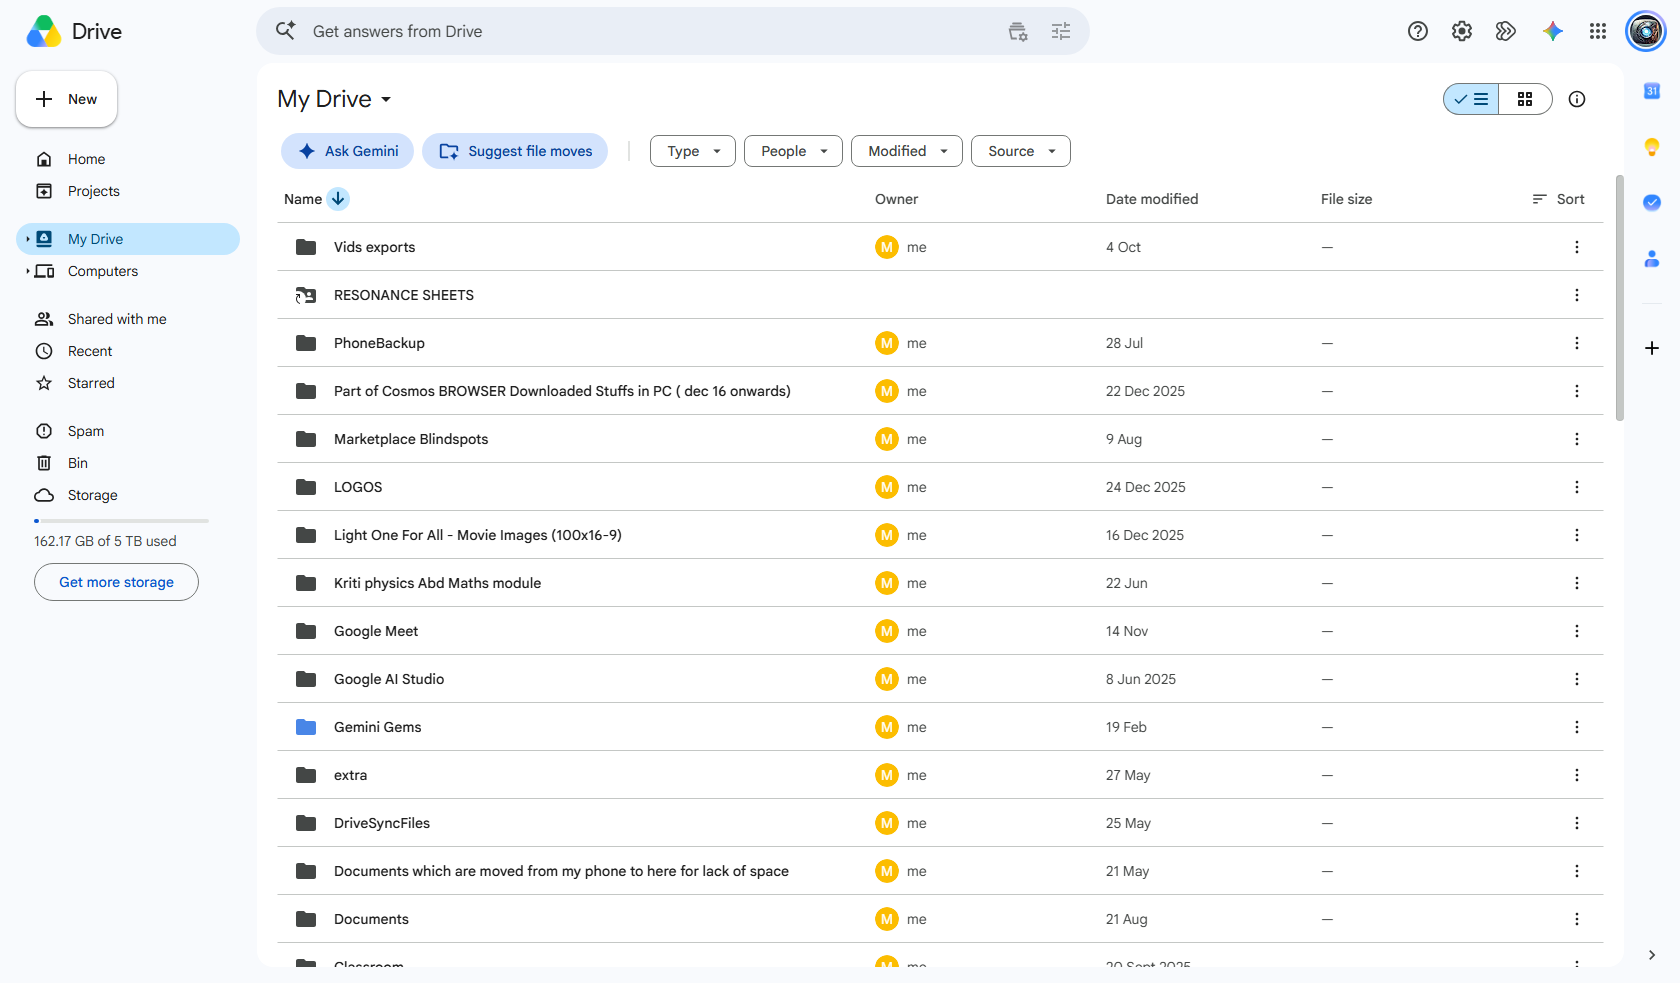 Drive
Get answers from Drive
New
Home
Projects
My Drive
Computers
Shared with me
Recent
Starred
Spam
Bin
Storage
162.17 GB of 5 TB used
Get more storage
My Drive
Ask Gemini
Suggest file moves
Type
People
Modified
Source
Name Owner Date modified File size Sort
Vids exports M me 4 Oct —
RESONANCE SHEETS
PhoneBackup M me 28 Jul —
Part of Cosmos BROWSER Downloaded Stuffs in PC ( dec 16 onwards) M me 22 Dec 2025 —
Marketplace Blindspots M me 9 Aug —
LOGOS M me 24 Dec 2025 —
Light One For All - Movie Images (100x16-9) M me 16 Dec 2025 —
Kriti physics Abd Maths module M me 22 Jun —
Google Meet M me 14 Nov —
Google AI Studio M me 8 Jun 2025 —
Gemini Gems M me 19 Feb —
extra M me 27 May —
DriveSyncFiles M me 25 May —
Documents which are moved from my phone to here for lack of space M me 21 May —
Documents M me 21 Aug —
Classroom M me 20 Sept 2025
31